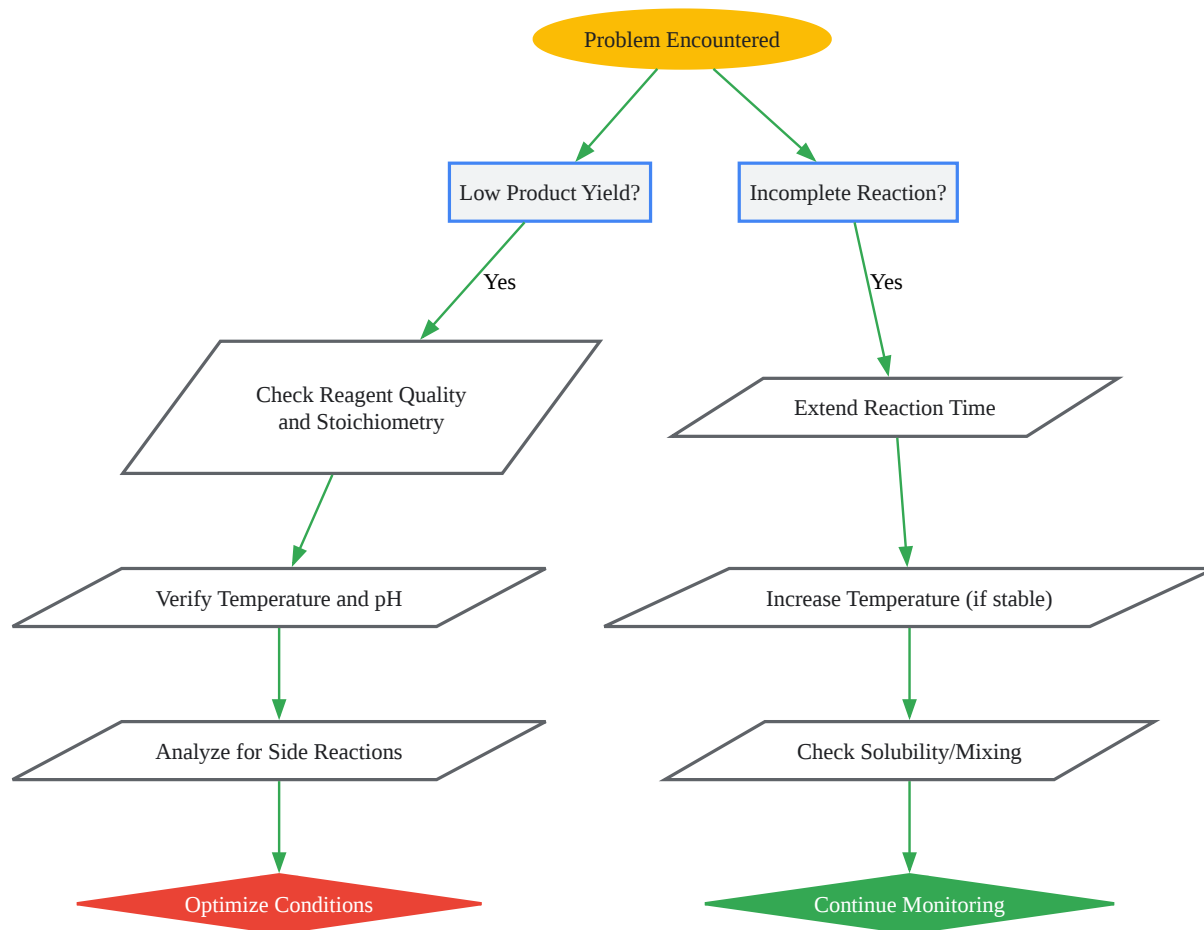 Problem Encountered
Low Product Yield?
Incomplete Reaction?
Yes
Yes
Check Reagent Quality
and Stoichiometry
Extend Reaction Time
Verify Temperature and pH
Increase Temperature (if stable)
Analyze for Side Reactions
Check Solubility/Mixing
Optimize Conditions
Continue Monitoring